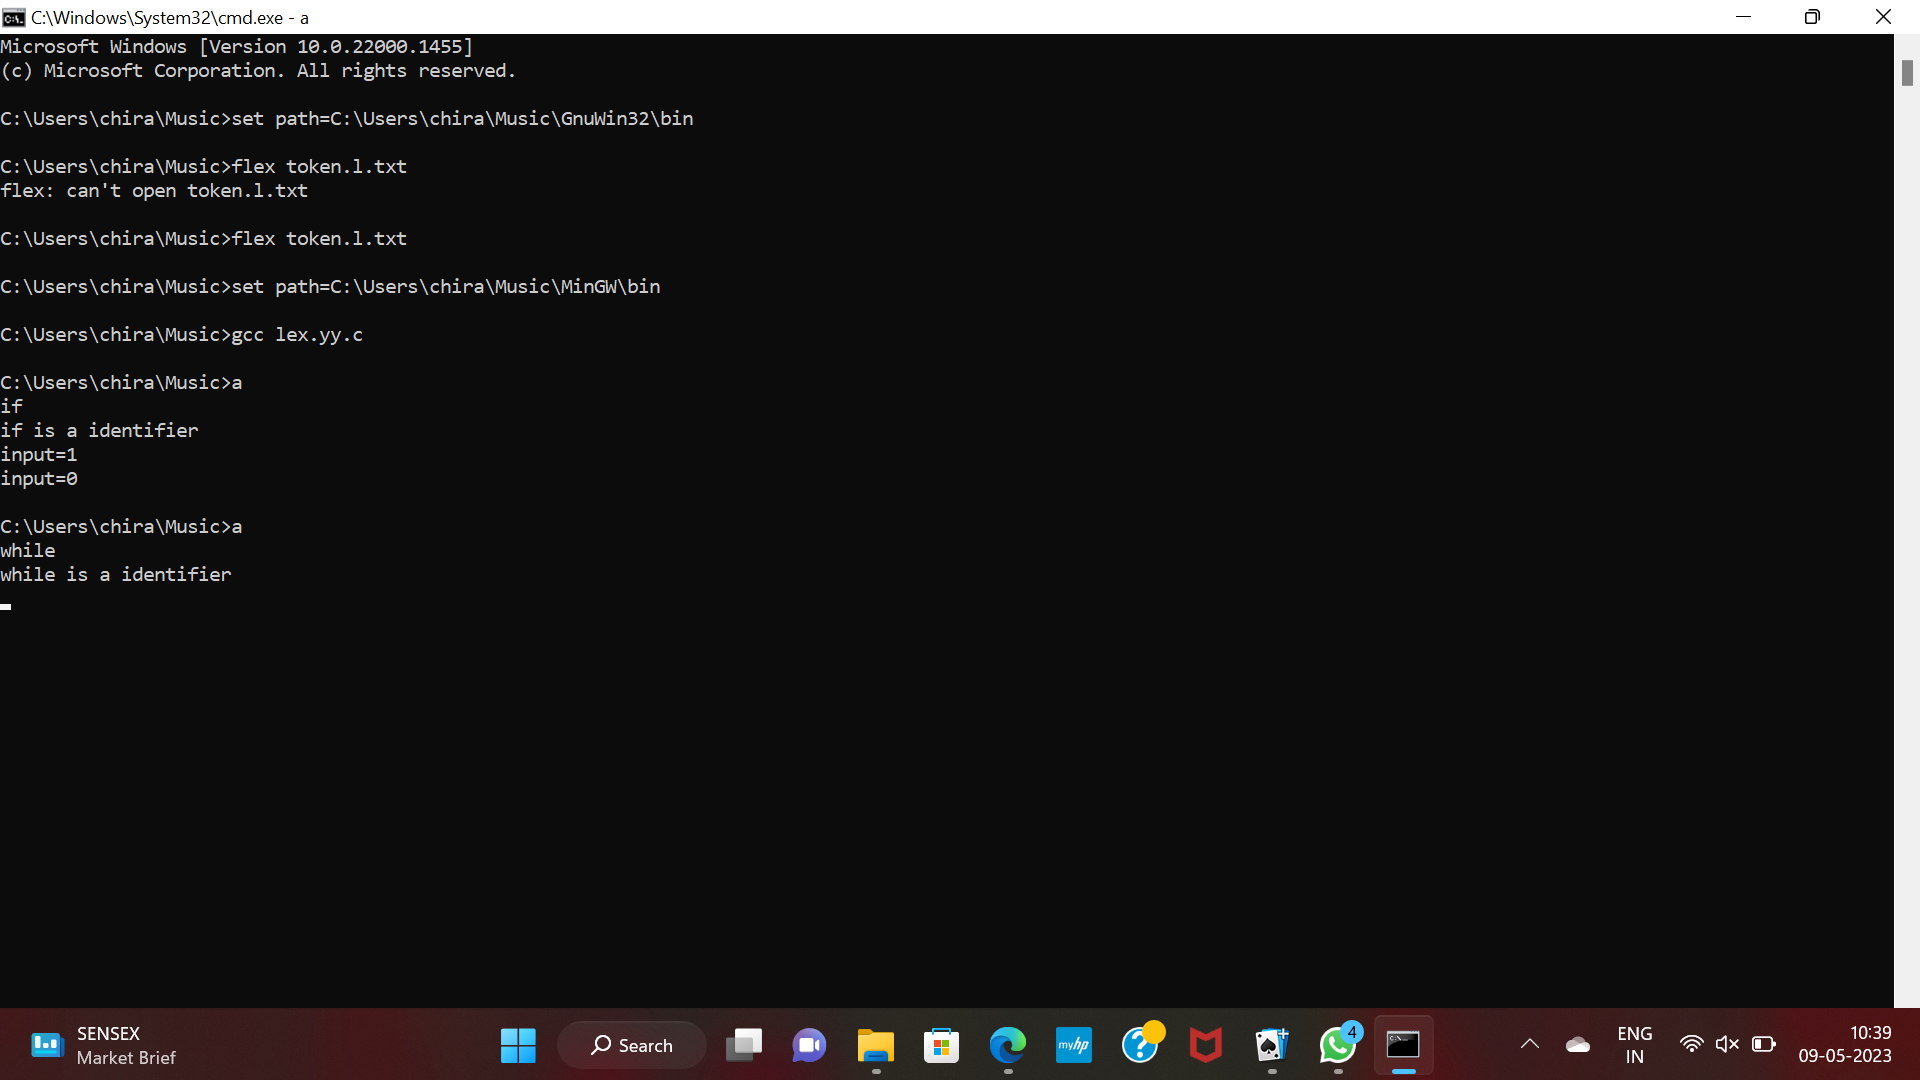 C:\Windows\System32\cmd.exe - a
Microsoft Windows [Version 10.0.22000.1455]
(c) Microsoft Corporation. All rights reserved.
C:\Users\chira\Music>set path=C:\Users\chira\Music\GnuWin32\bin
C:\Users\chira\Music>flex token.l.txt
flex: can't open token.l.txt
C:\Users\chira\Music>flex token.l.txt
C:\Users\chira\Music>set path=C:\Users\chira\Music\MinGW\bin
C:\Users\chira\Music>gcc lex.yy.c
C:\Users\chira\Music>a
if
if is a identifier
input=1
input=0
C:\Users\chira\Music>a
while
while is a identifier
SENSEX
Market Brief
Search
myhp
4
ENG
IN
10:39
09-05-2023